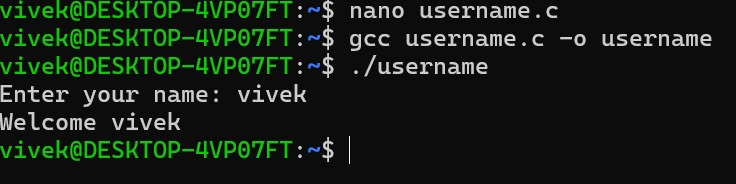 vivek@DESKTOP-4VP07FT:~$ nano username.c
vivek@DESKTOP-4VP07FT:~$ gcc username.c -o username
vivek@DESKTOP-4VP07FT:~$ ./username
Enter your name: vivek
Welcome vivek
vivek@DESKTOP-4VP07FT:~$